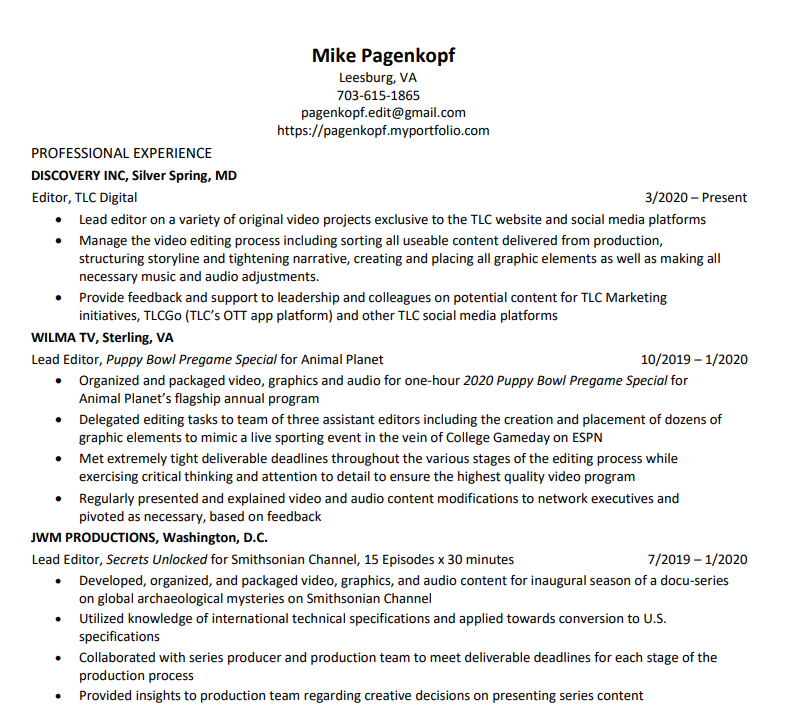 Mike Pagenkopf
Leesburg, VA
703-615-1865
pagenkopf.edit@gmail.com
https://pagenkopf.myportfolio.com
PROFESSIONAL EXPERIENCE
DISCOVERY INC, Silver Spring, MD
Editor, TLC Digital 3/2020 – Present
• Lead editor on a variety of original video projects exclusive to the TLC website and social media platforms
• Manage the video editing process including sorting all useable content delivered from production,
structuring storyline and tightening narrative, creating and placing all graphic elements as well as making all
necessary music and audio adjustments.
• Provide feedback and support to leadership and colleagues on potential content for TLC Marketing
initiatives, TLCGo (TLC’s OTT app platform) and other TLC social media platforms
WILMA TV, Sterling, VA
Lead Editor, Puppy Bowl Pregame Special for Animal Planet 10/2019 – 1/2020
• Organized and packaged video, graphics and audio for one-hour 2020 Puppy Bowl Pregame Special for
Animal Planet’s flagship annual program
• Delegated editing tasks to team of three assistant editors including the creation and placement of dozens of
graphic elements to mimic a live sporting event in the vein of College Gameday on ESPN
• Met extremely tight deliverable deadlines throughout the various stages of the editing process while
exercising critical thinking and attention to detail to ensure the highest quality video program
• Regularly presented and explained video and audio content modifications to network executives and
pivoted as necessary, based on feedback
JWM PRODUCTIONS, Washington, D.C.
Lead Editor, Secrets Unlocked for Smithsonian Channel, 15 Episodes x 30 minutes 7/2019 – 1/2020
• Developed, organized, and packaged video, graphics, and audio content for inaugural season of a docu-series
on global archaeological mysteries on Smithsonian Channel
• Utilized knowledge of international technical specifications and applied towards conversion to U.S.
specifications
• Collaborated with series producer and production team to meet deliverable deadlines for each stage of the
production process
• Provided insights to production team regarding creative decisions on presenting series content